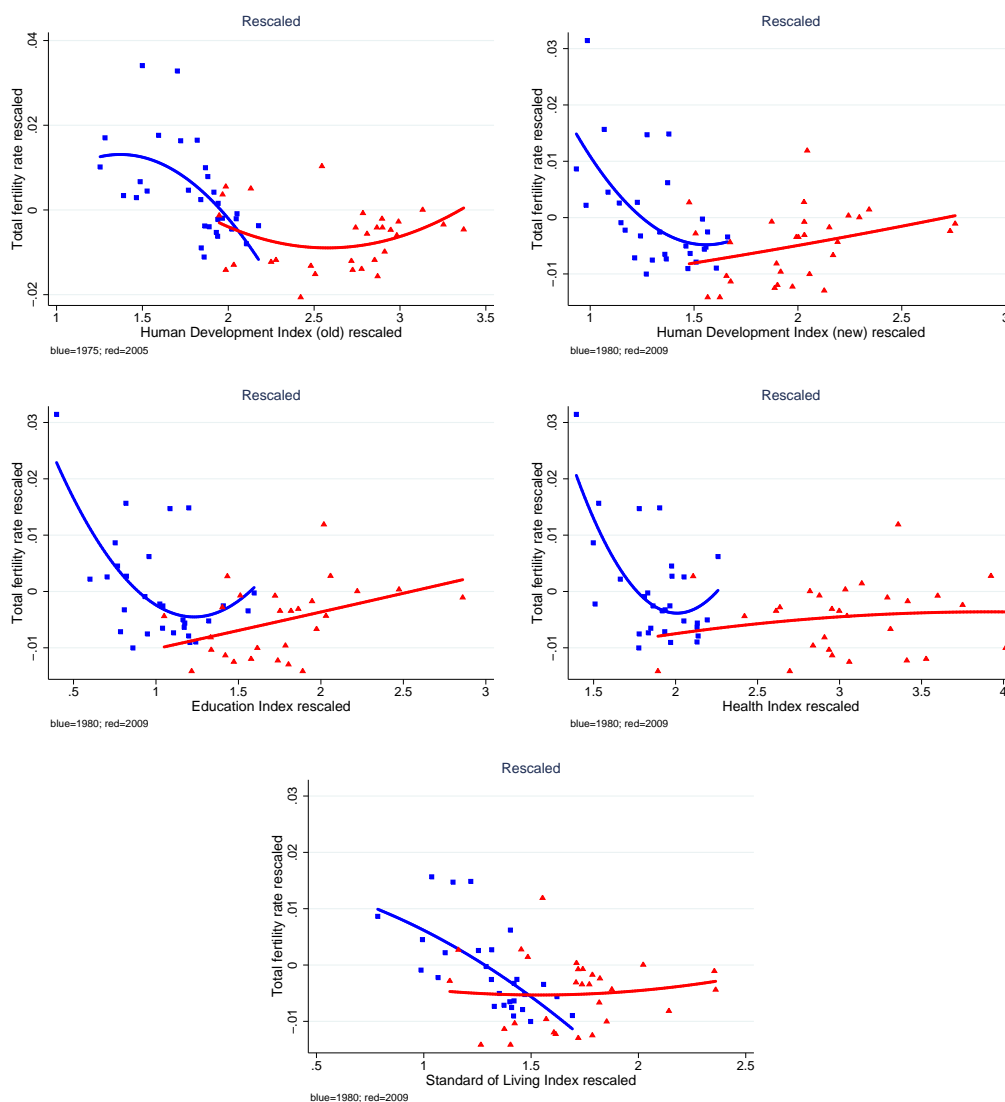 Rescaled
Total fertility rate rescaled
.04
.02
0
-.02
1
1.5
2
2.5
3
3.5
Human Development Index (old) rescaled
blue=1975; red=2005
Rescaled
Total fertility rate rescaled
.03
.02
.01
0
-.01
1
1.5
2
2.5
3
Human Development Index (new) rescaled
blue=1980; red=2009
Rescaled
Total fertility rate rescaled
.03
.02
.01
0
-.01
.5
1
1.5
2
2.5
3
Education Index rescaled
blue=1980; red=2009
Rescaled
Total fertility rate rescaled
.03
.02
.01
0
-.01
1.5
2
2.5
3
3.5
4
Health Index rescaled
blue=1980; red=2009
Rescaled
Total fertility rate rescaled
.03
.02
.01
0
-.01
.5
1
1.5
2
2.5
Standard of Living Index rescaled
blue=1980; red=2009